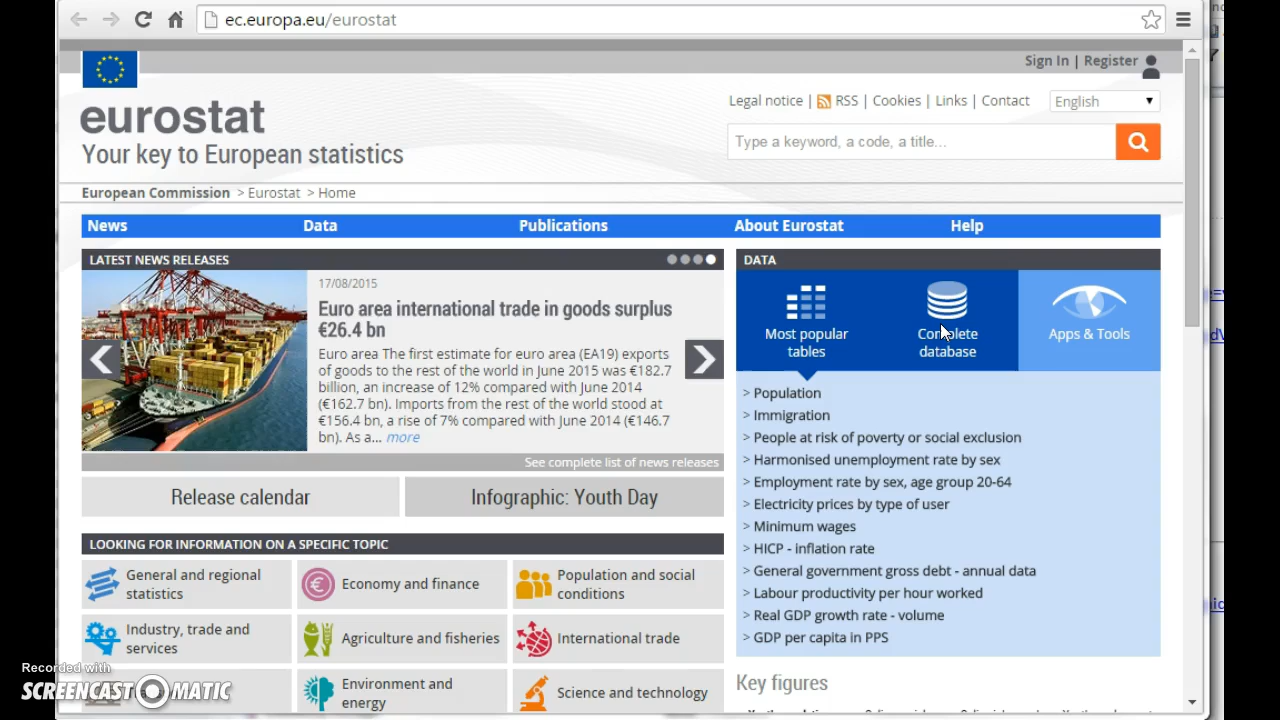 ec.europa.eu/eurostat
Sign In | Register
Legal notice | RSS | Cookies | Links | Contact
English
eurostat
Your key to European statistics
Type a keyword, a code, a title...
European Commission > Eurostat > Home
News Data Publications About Eurostat Help
LATEST NEWS RELEASES
17/08/2015
Euro area international trade in goods surplus
€26.4 bn
Euro area The first estimate for euro area (EA19) exports
of goods to the rest of the world in June 2015 was €182.7
billion, an increase of 12% compared with June 2014
(€162.7 bn). Imports from the rest of the world stood at
€156.4 bn, a rise of 7% compared with June 2014 (€146.7
bn). As a... more
See complete list of news releases
Release calendar
Infographic: Youth Day
LOOKING FOR INFORMATION ON A SPECIFIC TOPIC
General and regional
statistics
Economy and finance
Population and social
conditions
Industry, trade and
services
Agriculture and fisheries
International trade
Environment and
energy
Science and technology
DATA
Most popular
tables
Complete
database
Apps & Tools
> Population
> Immigration
> People at risk of poverty or social exclusion
> Harmonised unemployment rate by sex
> Employment rate by sex, age group 20-64
> Electricity prices by type of user
> Minimum wages
> HICP - inflation rate
> General government gross debt - annual data
> Labour productivity per hour worked
> Real GDP growth rate - volume
> GDP per capita in PPS
Key figures
Recorded with
SCREENCAST-O-MATIC